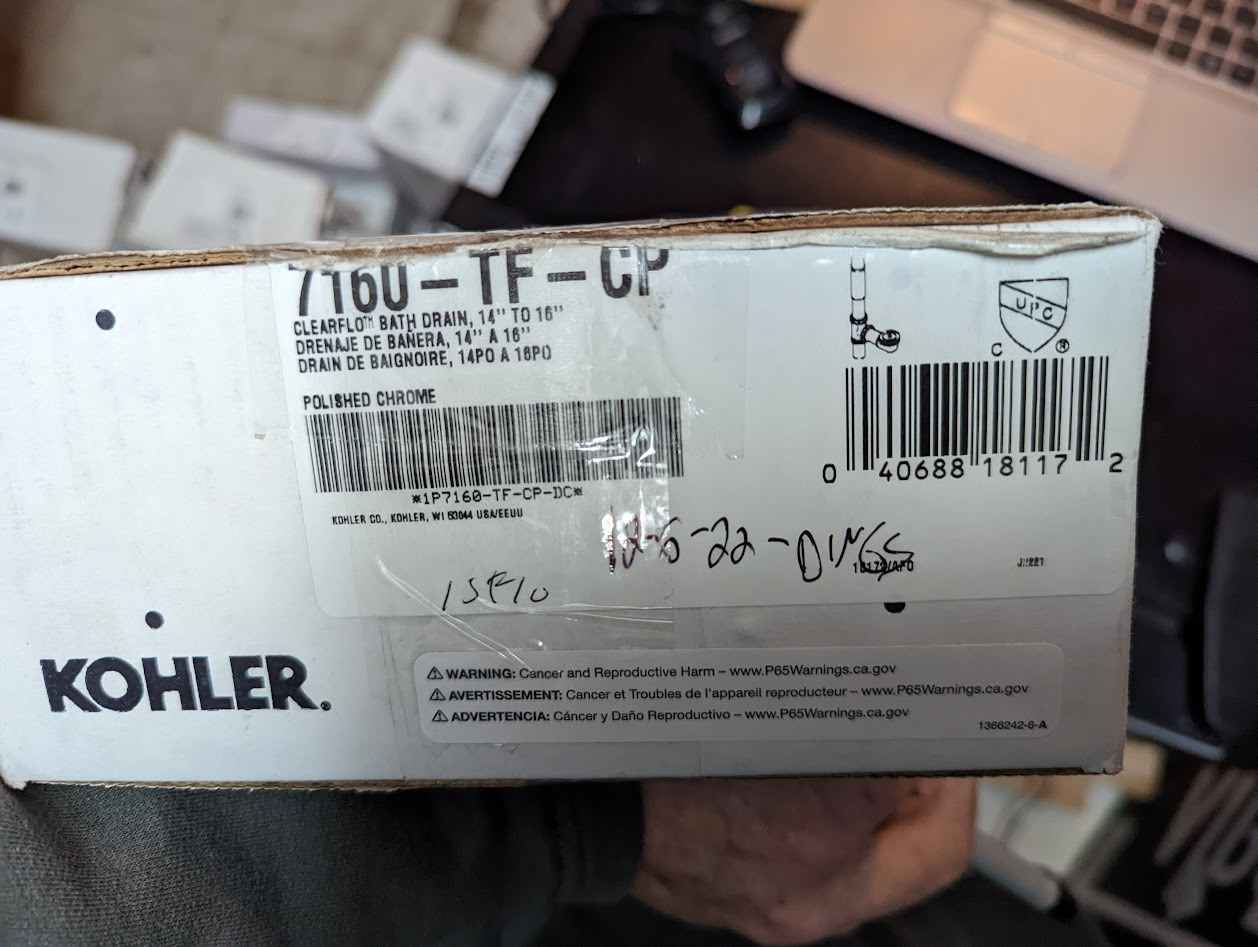 7160-TF-CP
CLEARFLO™ BATH DRAIN, 14" TO 16"
DRENAJE DE BAÑERA, 14" A 16"
DRAIN DE BAIGNOIRE, 14PO A 16PO
POLISHED CHROME
*1P7160-TF-CP-DC*
KOHLER CO., KOHLER, WI 53044 USA/EEUU
UPC
C ®
0 40688 18117 2
12-6-22-DINGS
KOHLER.
⚠ WARNING: Cancer and Reproductive Harm – www.P65Warnings.ca.gov
⚠ AVERTISSEMENT: Cancer et Troubles de l'appareil reproducteur – www.P65Warnings.ca.gov
⚠ ADVERTENCIA: Cáncer y Daño Reproductivo – www.P65Warnings.ca.gov
1366242-6-A